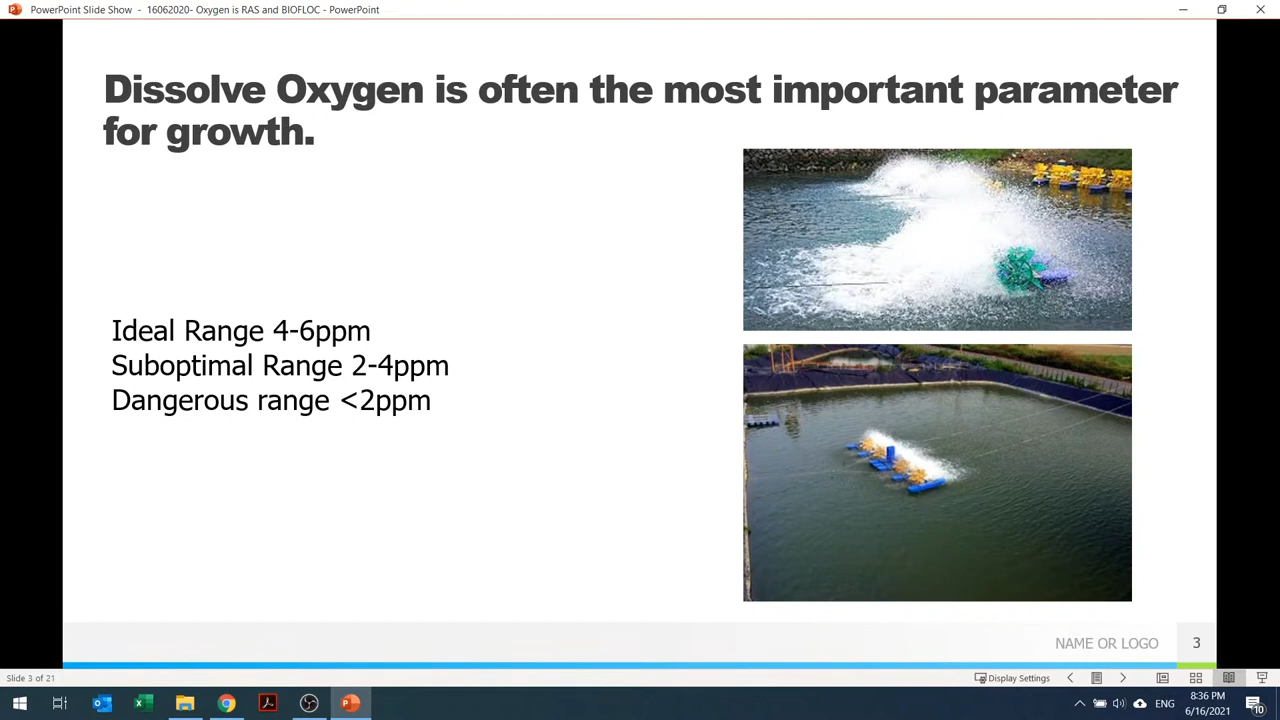 PowerPoint Slide Show - 16062020- Oxygen is RAS and BIOFLOC - PowerPoint
Dissolve Oxygen is often the most important parameter
for growth.
Ideal Range 4-6ppm
Suboptimal Range 2-4ppm
Dangerous range <2ppm
NAME OR LOGO
3
Slide 3 of 21
Display Settings
8:36 PM
ENG
6/16/2021
10